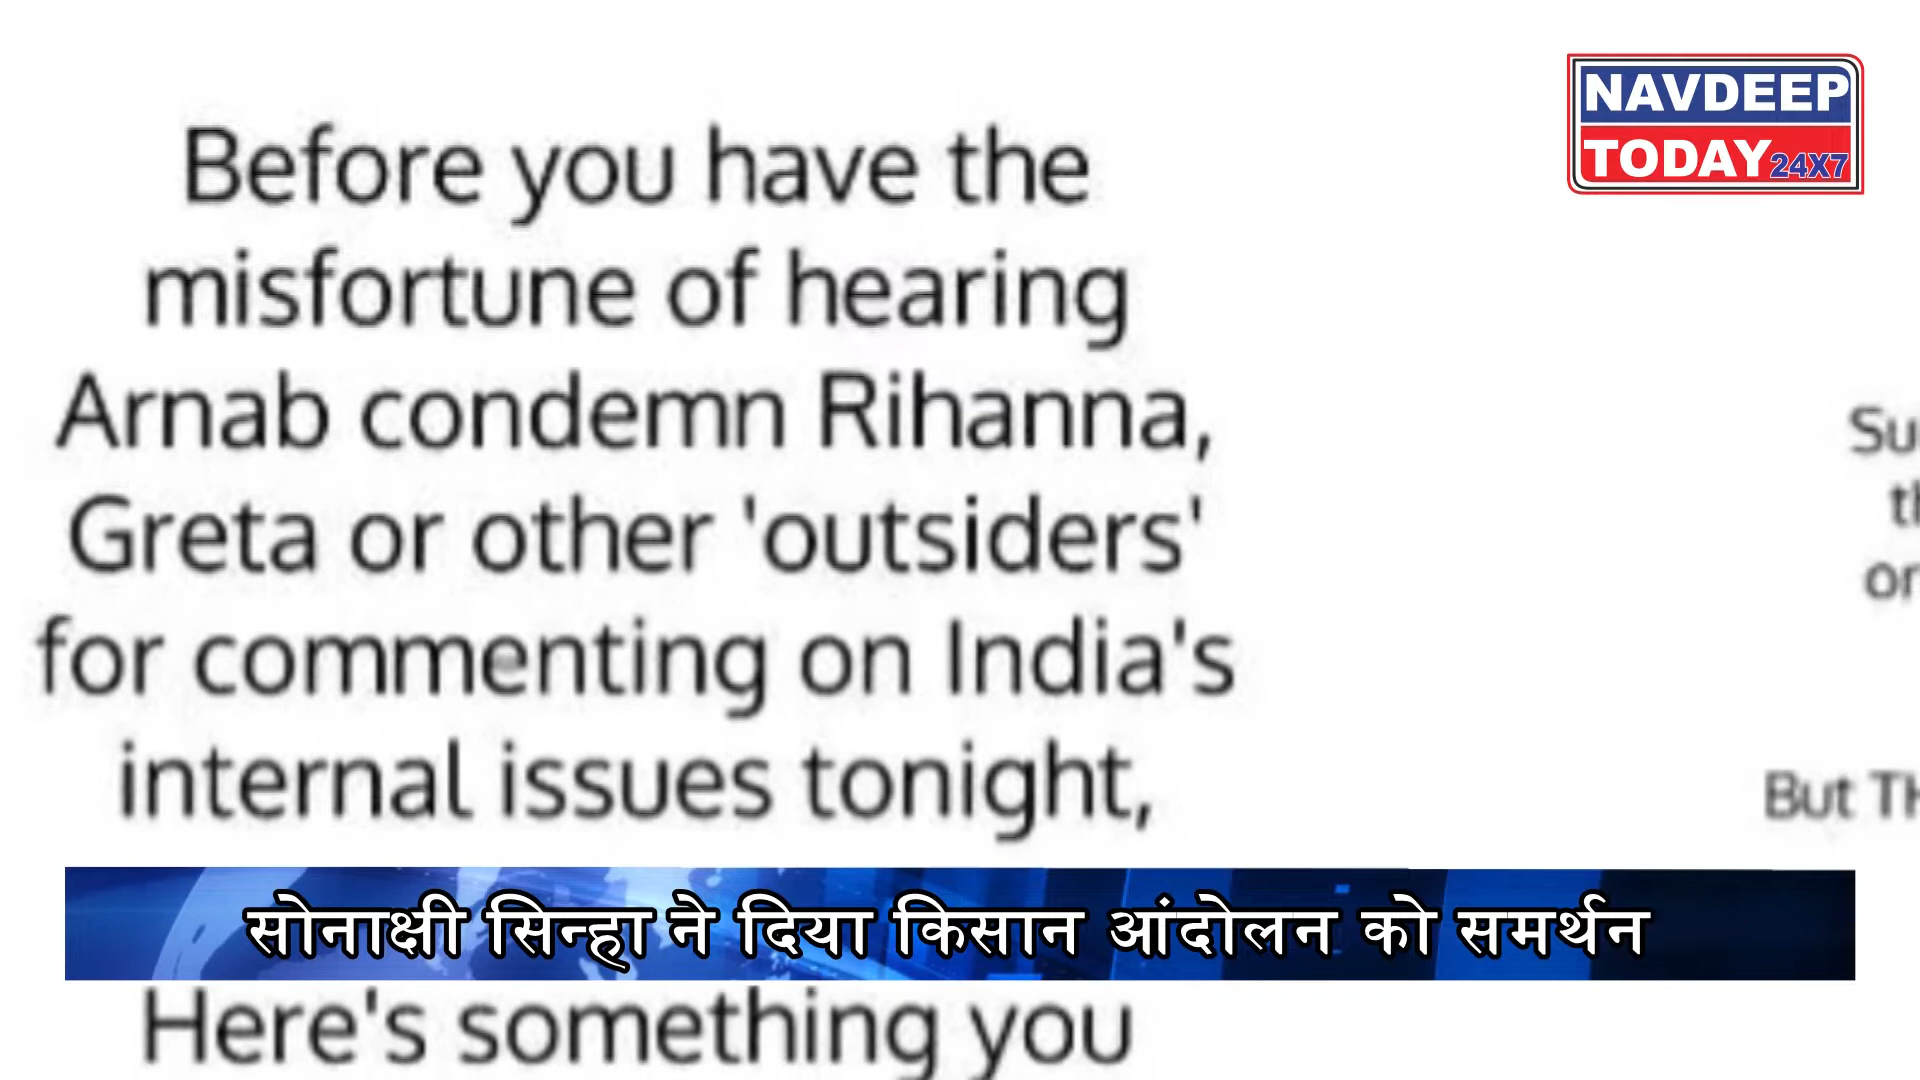 NAVDEEP
TODAY 24X7
Before you have the
misfortune of hearing
Arnab condemn Rihanna,
Greta or other 'outsiders'
for commenting on India's
internal issues tonight,
सोनाक्षी सिन्हा ने दिया किसान आंदोलन को समर्थन
Here's something you
But